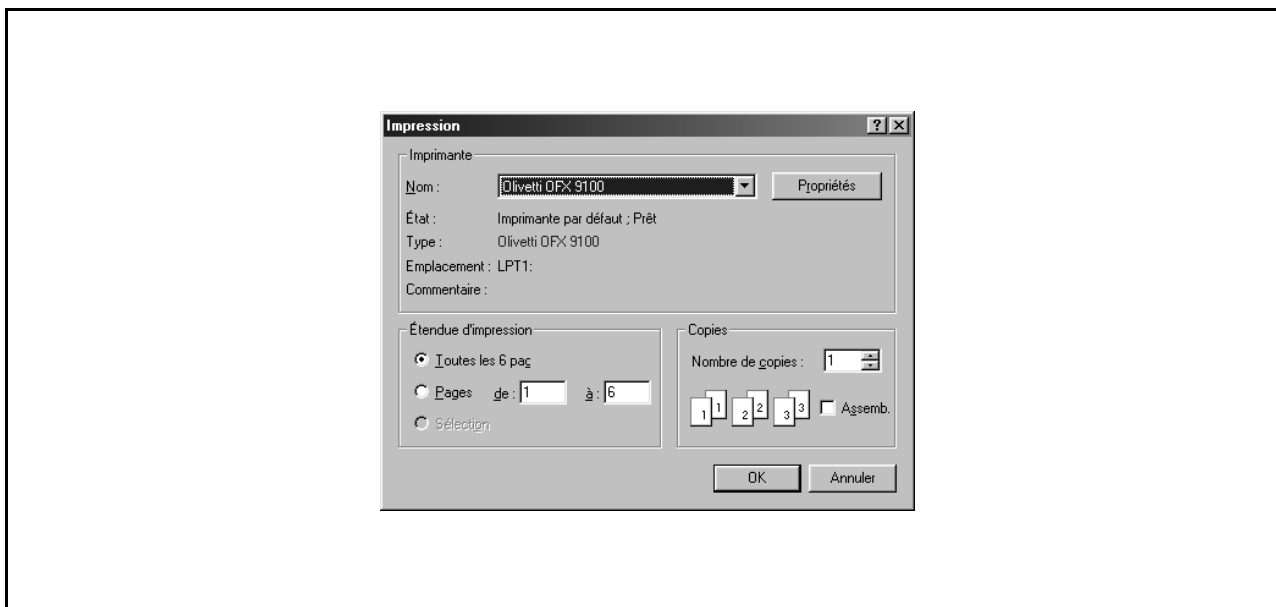 Impression
Imprimante
Nom : Olivetti OFX 9100 Propriétés
État : Imprimante par défaut ; Prêt
Type : Olivetti OFX 9100
Emplacement : LPT1:
Commentaire :
Étendue d'impression
Toutes les 6 pag
Pages de : 1 à : 6
Sélection
Copies
Nombre de copies : 1
1 1 2 2 3 3 Assemb.
OK Annuler